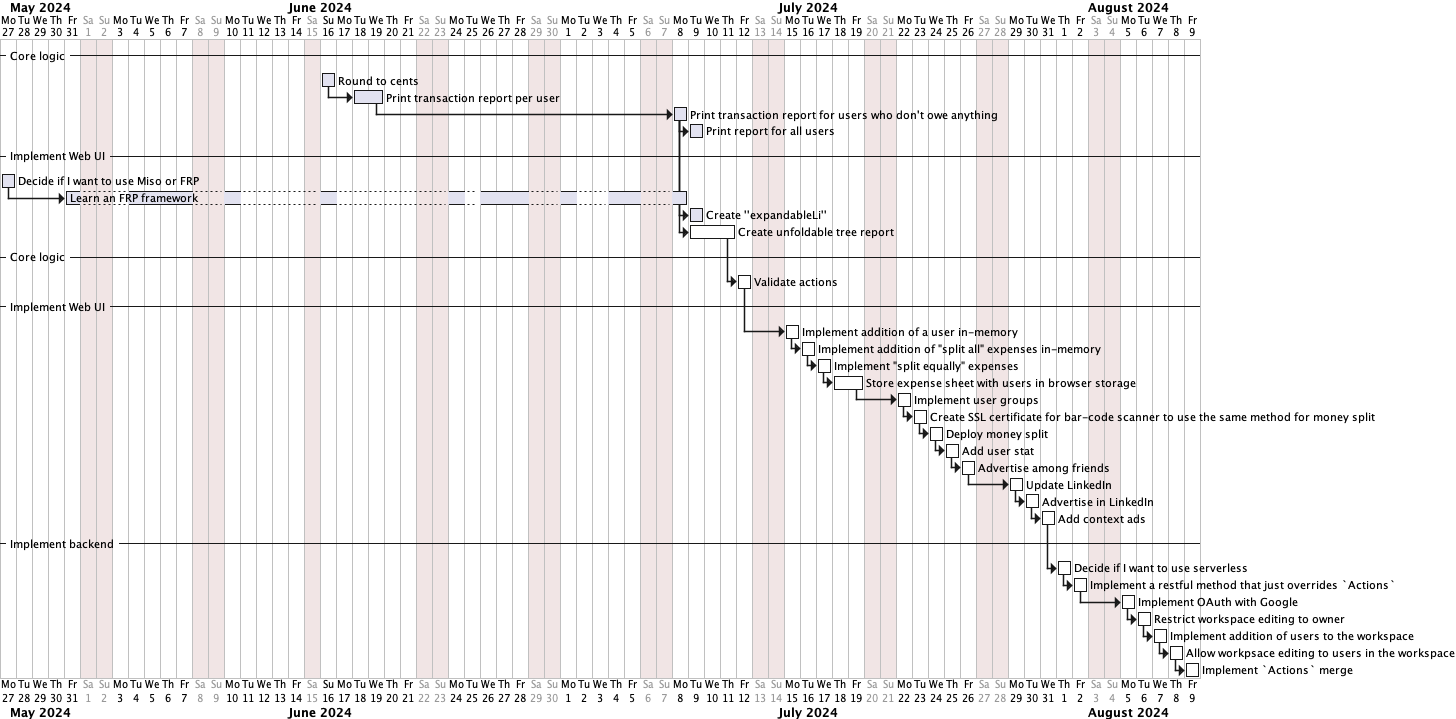 May 2024 June 2024 July 2024 August 2024
Mo Tu We Th Fr Sa Su Mo Tu We Th Fr Sa Su Mo Tu We Th Fr Sa Su Mo Tu We Th Fr Sa Su Mo Tu We Th Fr Sa Su Mo Tu We Th Fr Sa Su Mo Tu We Th Fr Sa Su Mo Tu We Th Fr Sa Su Mo Tu We Th Fr Sa Su Mo Tu We Th Fr Sa Su Mo Tu We Th Fr
27 28 29 30 31 1 2 3 4 5 6 7 8 9 10 11 12 13 14 15 16 17 18 19 20 21 22 23 24 25 26 27 28 29 30 1 2 3 4 5 6 7 8 9 10 11 12 13 14 15 16 17 18 19 20 21 22 23 24 25 26 27 28 29 30 31 1 2 3 4 5 6 7 8 9
Core logic
Round to cents
Print transaction report per user
Print transaction report for users who don't owe anything
Print report for all users
Implement Web UI
Decide if I want to use Miso or FRP
Learn an FRP framework
Create ''expandableLi''
Create unfoldable tree report
Core logic
Validate actions
Implement Web UI
Implement addition of a user in-memory
Implement addition of "split all" expenses in-memory
Implement "split equally" expenses
Store expense sheet with users in browser storage
Implement user groups
Create SSL certificate for bar-code scanner to use the same method for money split
Deploy money split
Add user stat
Advertise among friends
Update LinkedIn
Advertise in LinkedIn
Add context ads
Implement backend
Decide if I want to use serverless
Implement a restful method that just overrides `Actions`
Implement OAuth with Google
Restrict workspace editing to owner
Implement addition of users to the workspace
Allow workpsace editing to users in the workspace
Implement `Actions` merge
Mo Tu We Th Fr Sa Su Mo Tu We Th Fr Sa Su Mo Tu We Th Fr Sa Su Mo Tu We Th Fr Sa Su Mo Tu We Th Fr Sa Su Mo Tu We Th Fr Sa Su Mo Tu We Th Fr Sa Su Mo Tu We Th Fr Sa Su Mo Tu We Th Fr Sa Su Mo Tu We Th Fr Sa Su Mo Tu We Th Fr
27 28 29 30 31 1 2 3 4 5 6 7 8 9 10 11 12 13 14 15 16 17 18 19 20 21 22 23 24 25 26 27 28 29 30 1 2 3 4 5 6 7 8 9 10 11 12 13 14 15 16 17 18 19 20 21 22 23 24 25 26 27 28 29 30 31 1 2 3 4 5 6 7 8 9
May 2024 June 2024 July 2024 August 2024